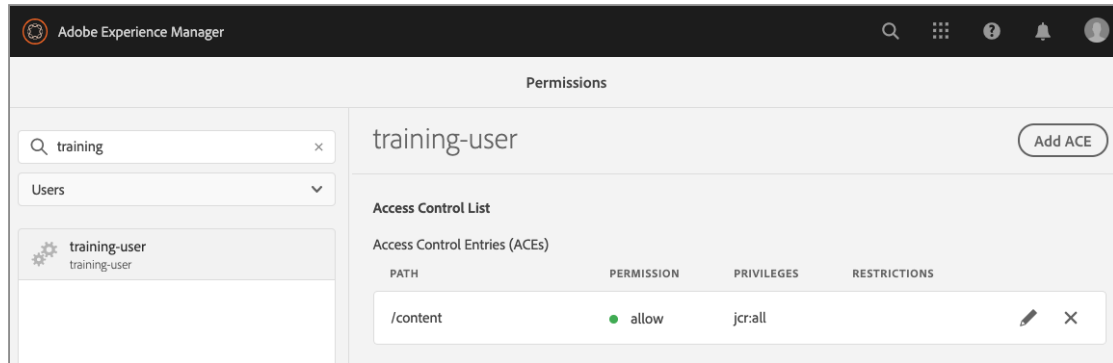 Adobe Experience Manager
Permissions
training
Users
training-user
training-user
training-user
Add ACE
Access Control List
Access Control Entries (ACEs)
PATH PERMISSION PRIVILEGES RESTRICTIONS
/content allow jcr:all